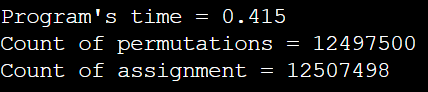 Program's time = 0.415
Count of permutations = 12497500
Count of assignment = 12507498